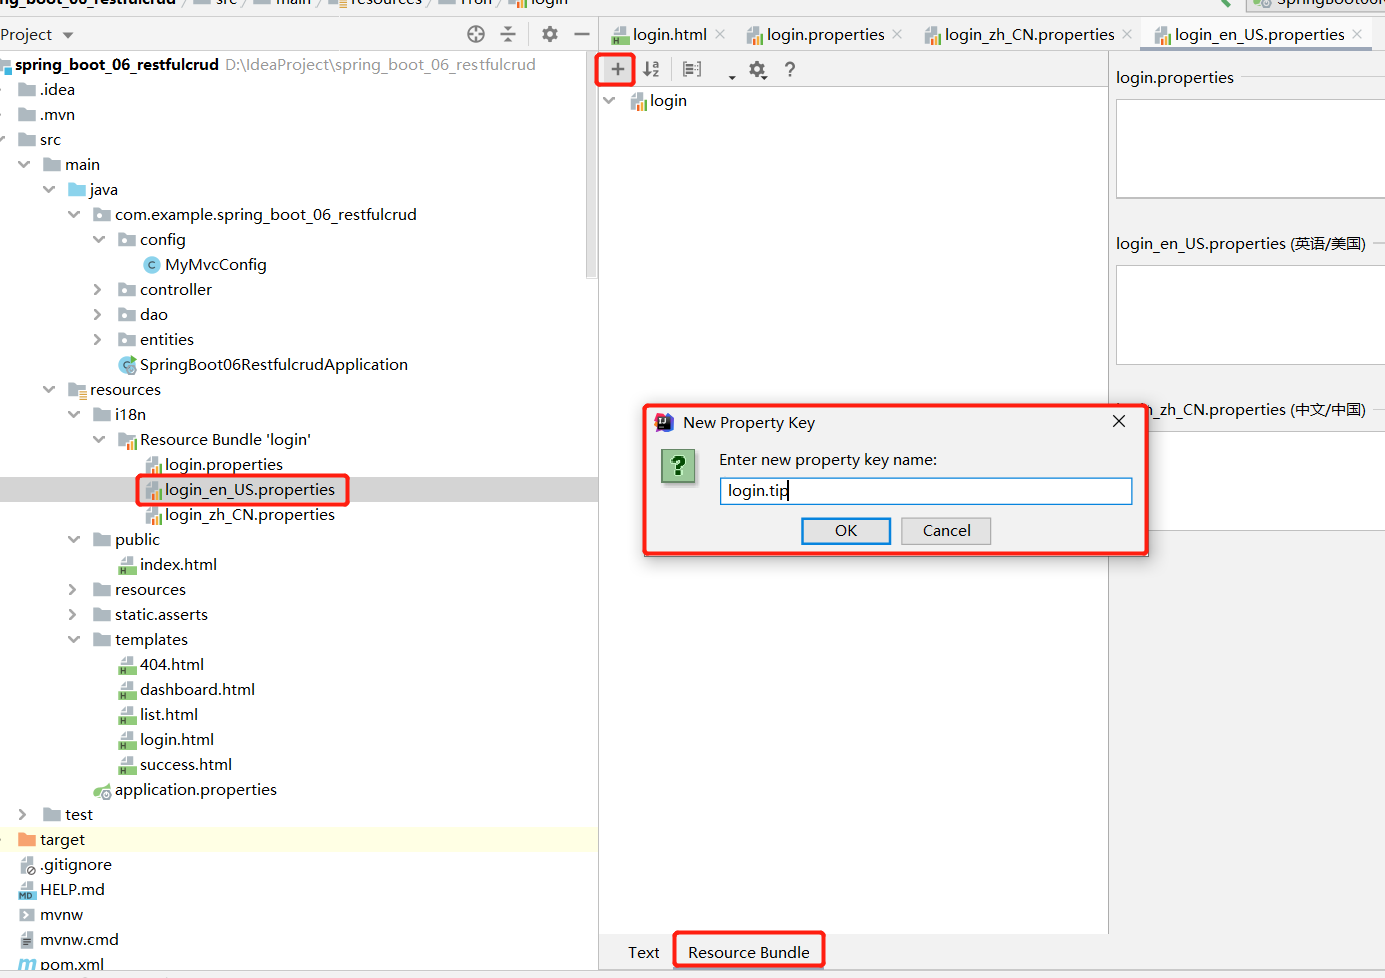 spring_boot_06_restfulcrud
src
main
resources
i18n
login
Project
login.html
login.properties
login_zh_CN.properties
login_en_US.properties
spring_boot_06_restfulcrud D:\IdeaProject\spring_boot_06_restfulcrud
.idea
.mvn
src
main
java
com.example.spring_boot_06_restfulcrud
config
MyMvcConfig
controller
dao
entities
SpringBoot06RestfulcrudApplication
resources
i18n
Resource Bundle 'login'
login.properties
login_en_US.properties
login_zh_CN.properties
public
index.html
resources
static.asserts
templates
404.html
dashboard.html
list.html
login.html
success.html
application.properties
test
target
.gitignore
HELP.md
mvnw
mvnw.cmd
pom.xml
login
login.properties
login_en_US.properties (英语/美国)
login_zh_CN.properties (中文/中国)
New Property Key
Enter new property key name:
login.tip
OK
Cancel
Text
Resource Bundle